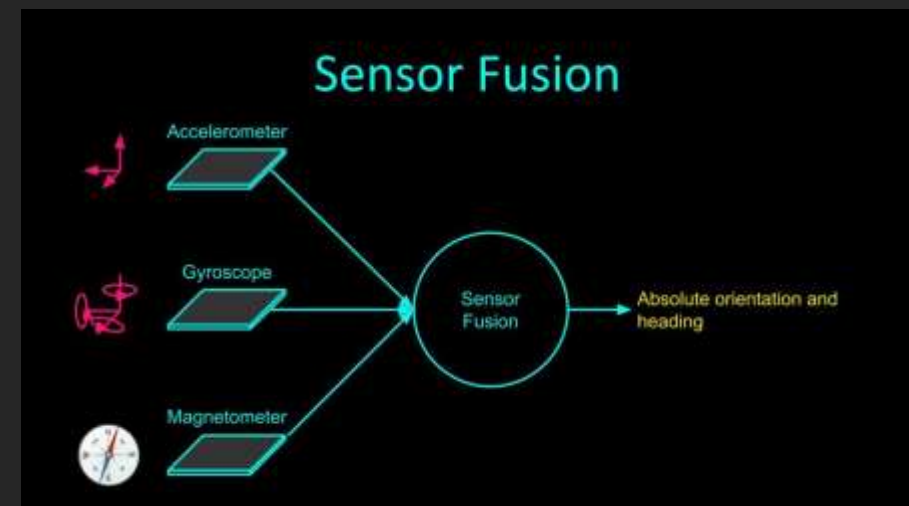 Sensor Fusion
Accelerometer
Gyroscope
Sensor
Fusion
Absolute orientation and
heading
Magnetometer